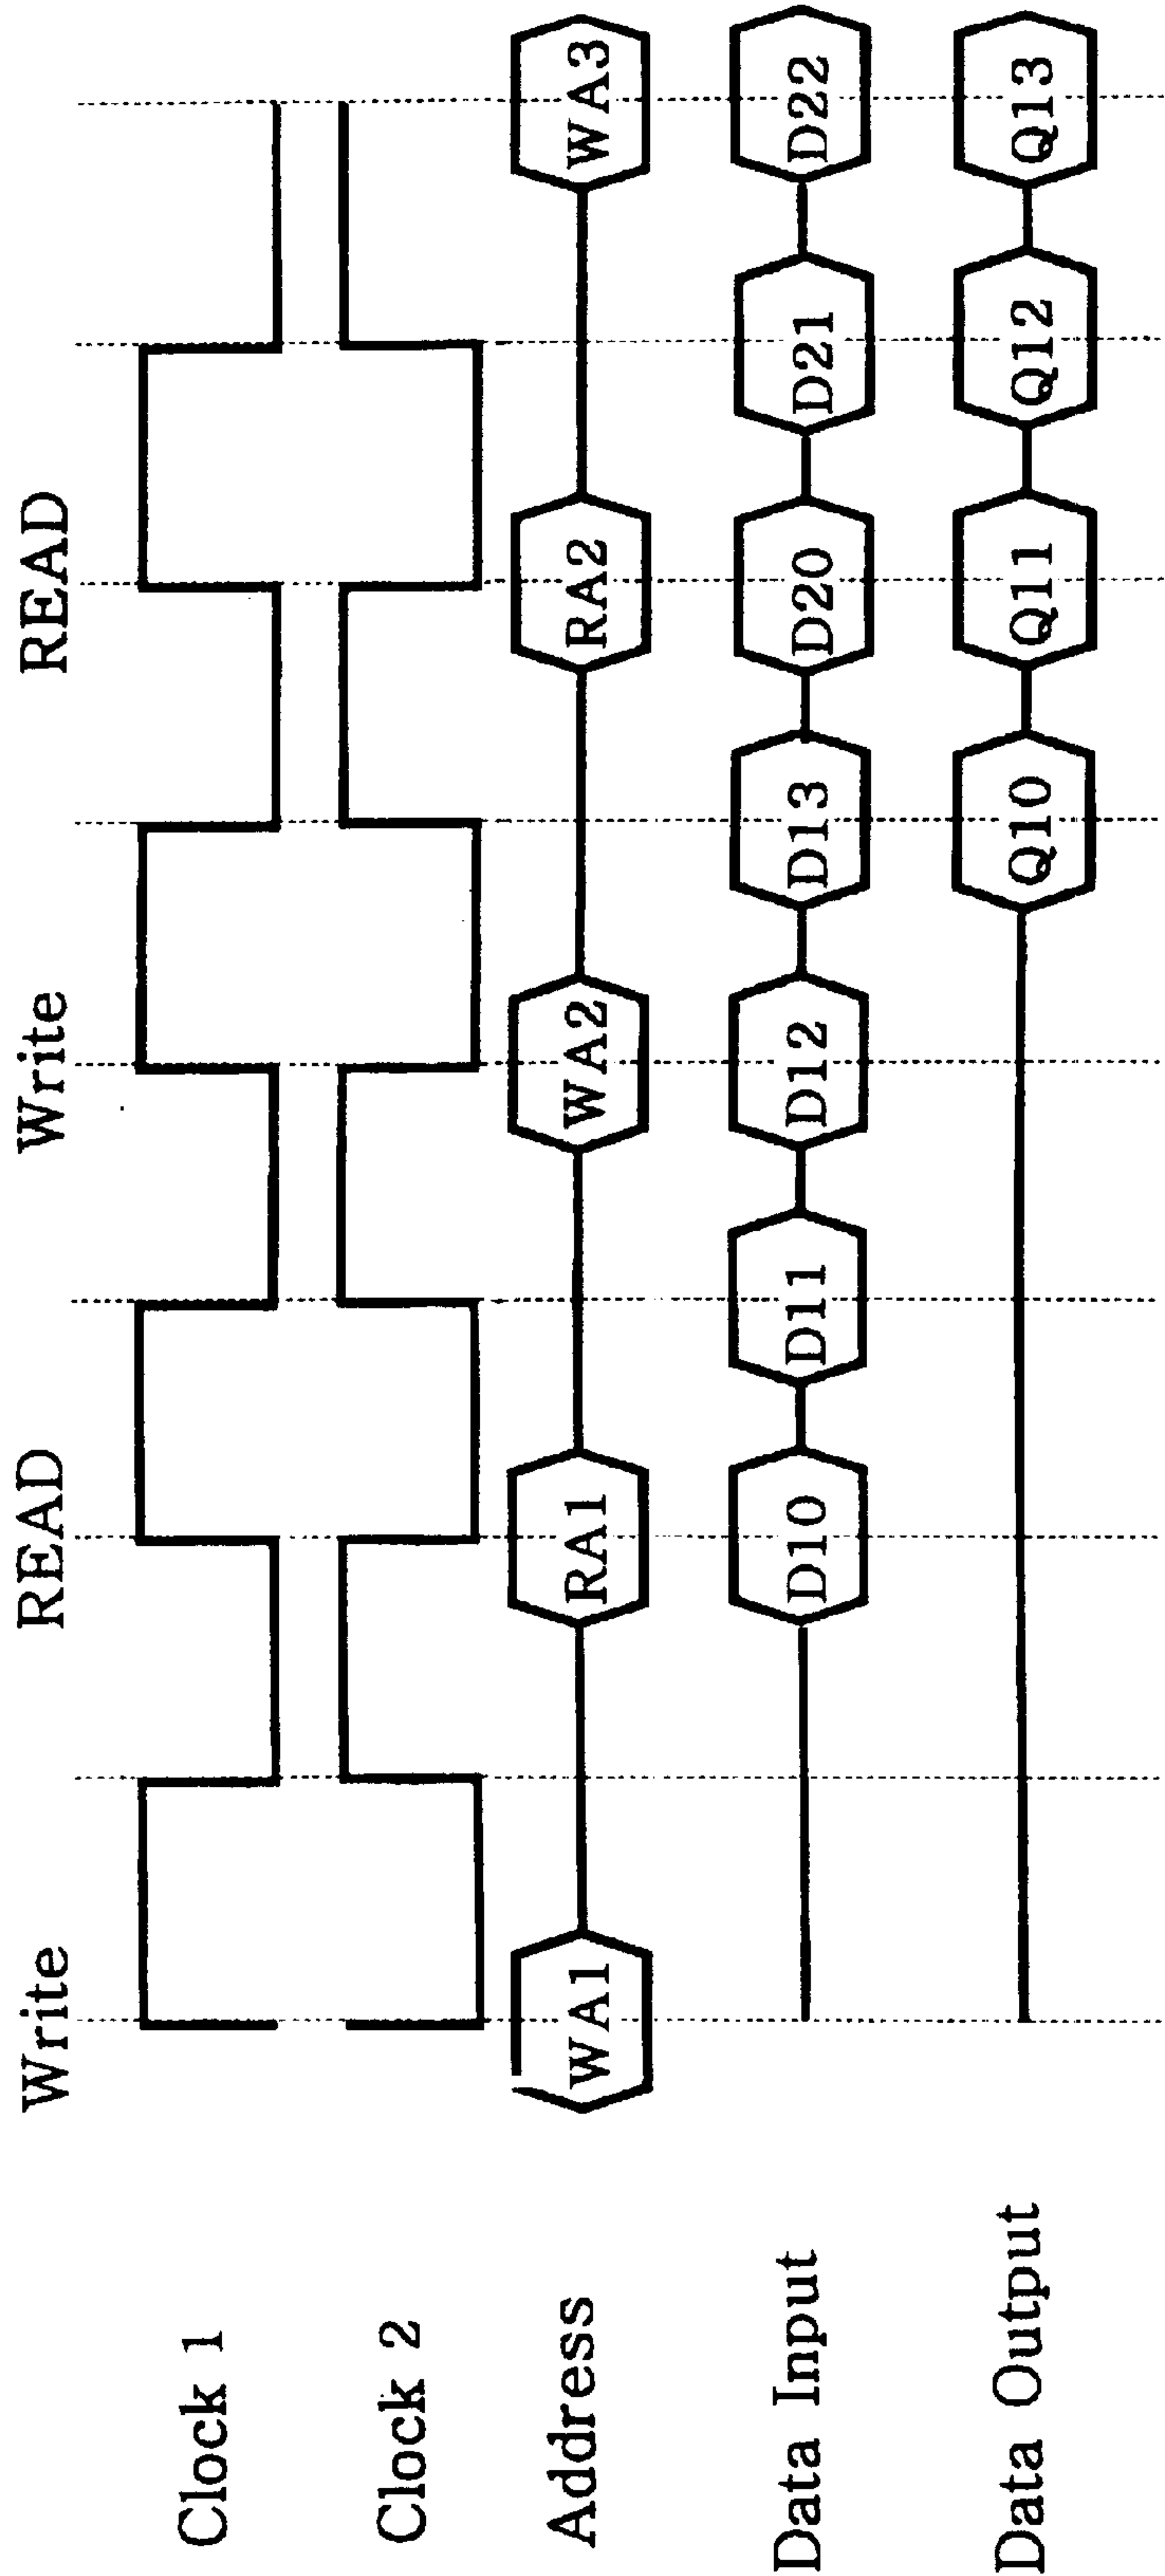 Write READ Write READ
Clock 1
Clock 2
Address WA1 RA1 WA2 RA2 WA3
Data Input D10 D11 D12 D13 D20 D21 D22
Data Output Q10 Q11 Q12 Q13